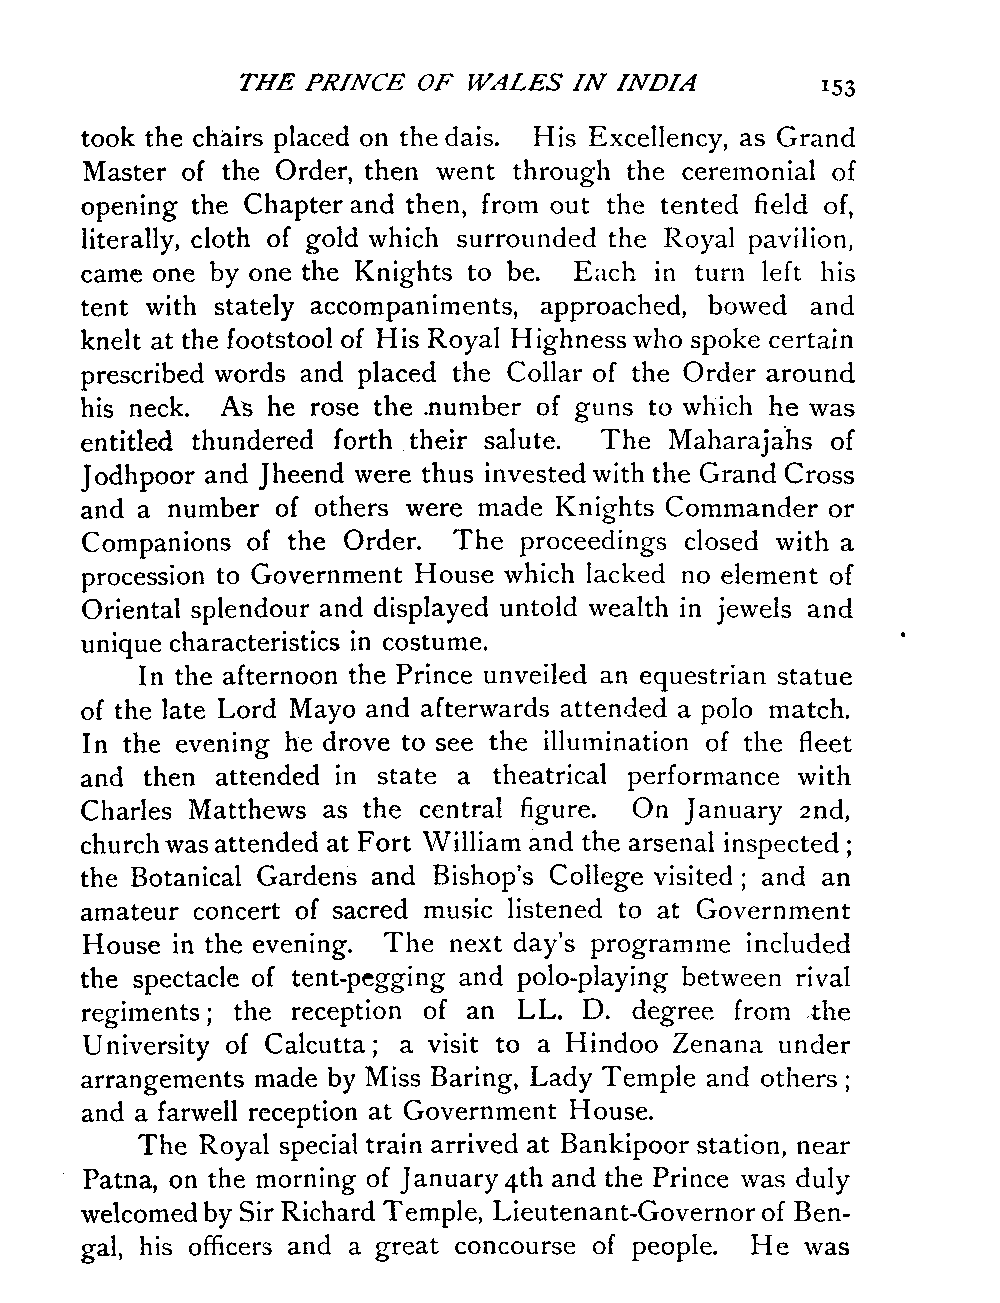 THE PRINCE OF WALES IN INDIA 153
took the chairs placed on the dais. His Excellency, as Grand
Master of the Order, then went through the ceremonial of
opening the Chapter and then, from out the tented field of,
literally, cloth of gold which surrounded the Royal pavilion,
came one by one the Knights to be. Each in turn left his
tent with stately accompaniments, approached, bowed and
knelt at the footstool of His Royal Highness who spoke certain
prescribed words and placed the Collar of the Order around
his neck. As he rose the number of guns to which he was
entitled thundered forth their salute. The Maharajahs of
Jodhpoor and Jheend were thus invested with the Grand Cross
and a number of others were made Knights Commander or
Companions of the Order. The proceedings closed with a
procession to Government House which lacked no element of
Oriental splendour and displayed untold wealth in jewels and
unique characteristics in costume.
In the afternoon the Prince unveiled an equestrian statue
of the late Lord Mayo and afterwards attended a polo match.
In the evening he drove to see the illumination of the fleet
and then attended in state a theatrical performance with
Charles Matthews as the central figure. On January 2nd,
church was attended at Fort William and the arsenal inspected ;
the Botanical Gardens and Bishop's College visited ; and an
amateur concert of sacred music listened to at Government
House in the evening. The next day's programme included
the spectacle of tent-pegging and polo-playing between rival
regiments ; the reception of an LL. D. degree from the
University of Calcutta ; a visit to a Hindoo Zenana under
arrangements made by Miss Baring, Lady Temple and others ;
and a farwell reception at Government House.
The Royal special train arrived at Bankipoor station, near
Patna, on the morning of January 4th and the Prince was duly
welcomed by Sir Richard Temple, Lieutenant-Governor of Ben-
gal, his officers and a great concourse of people. He was